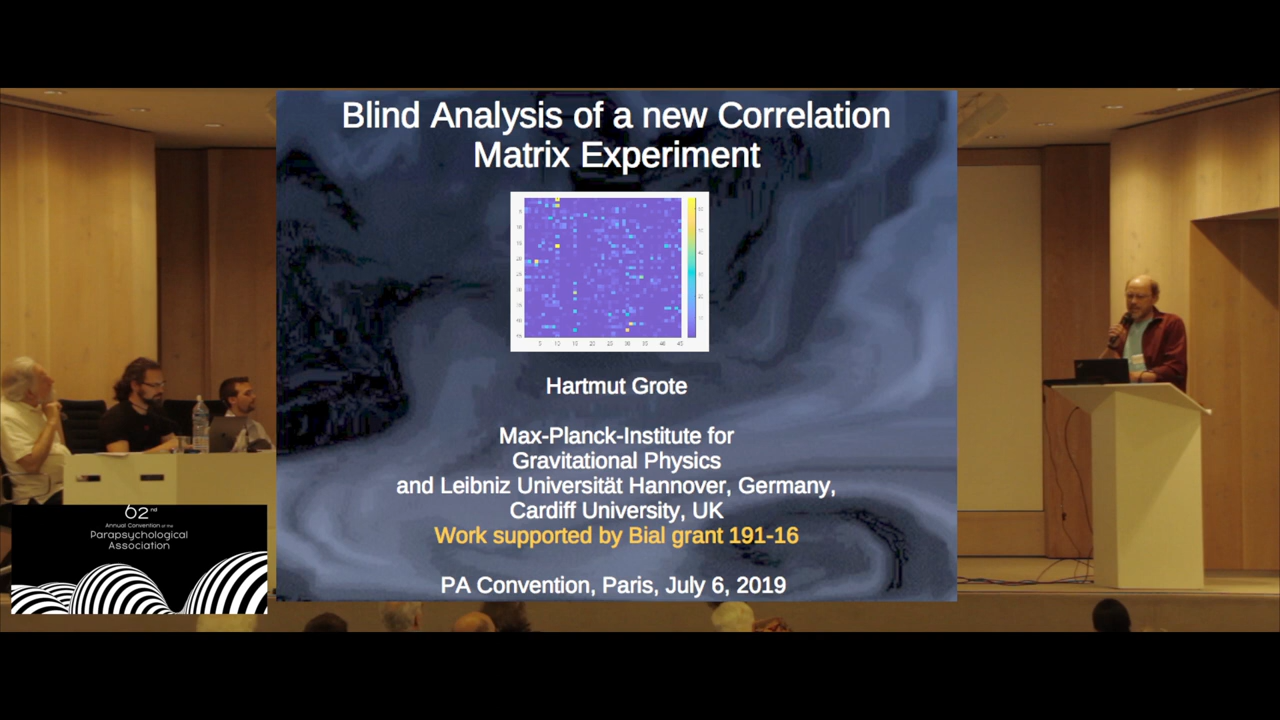 Blind Analysis of a new Correlation
Matrix Experiment
Hartmut Grote
Max-Planck-Institute for
Gravitational Physics
and Leibniz Universität Hannover, Germany,
Cardiff University, UK
Work supported by Bial grant 191-16
PA Convention, Paris, July 6, 2019
62nd
Annual Convention of the
Parapsychological
Association